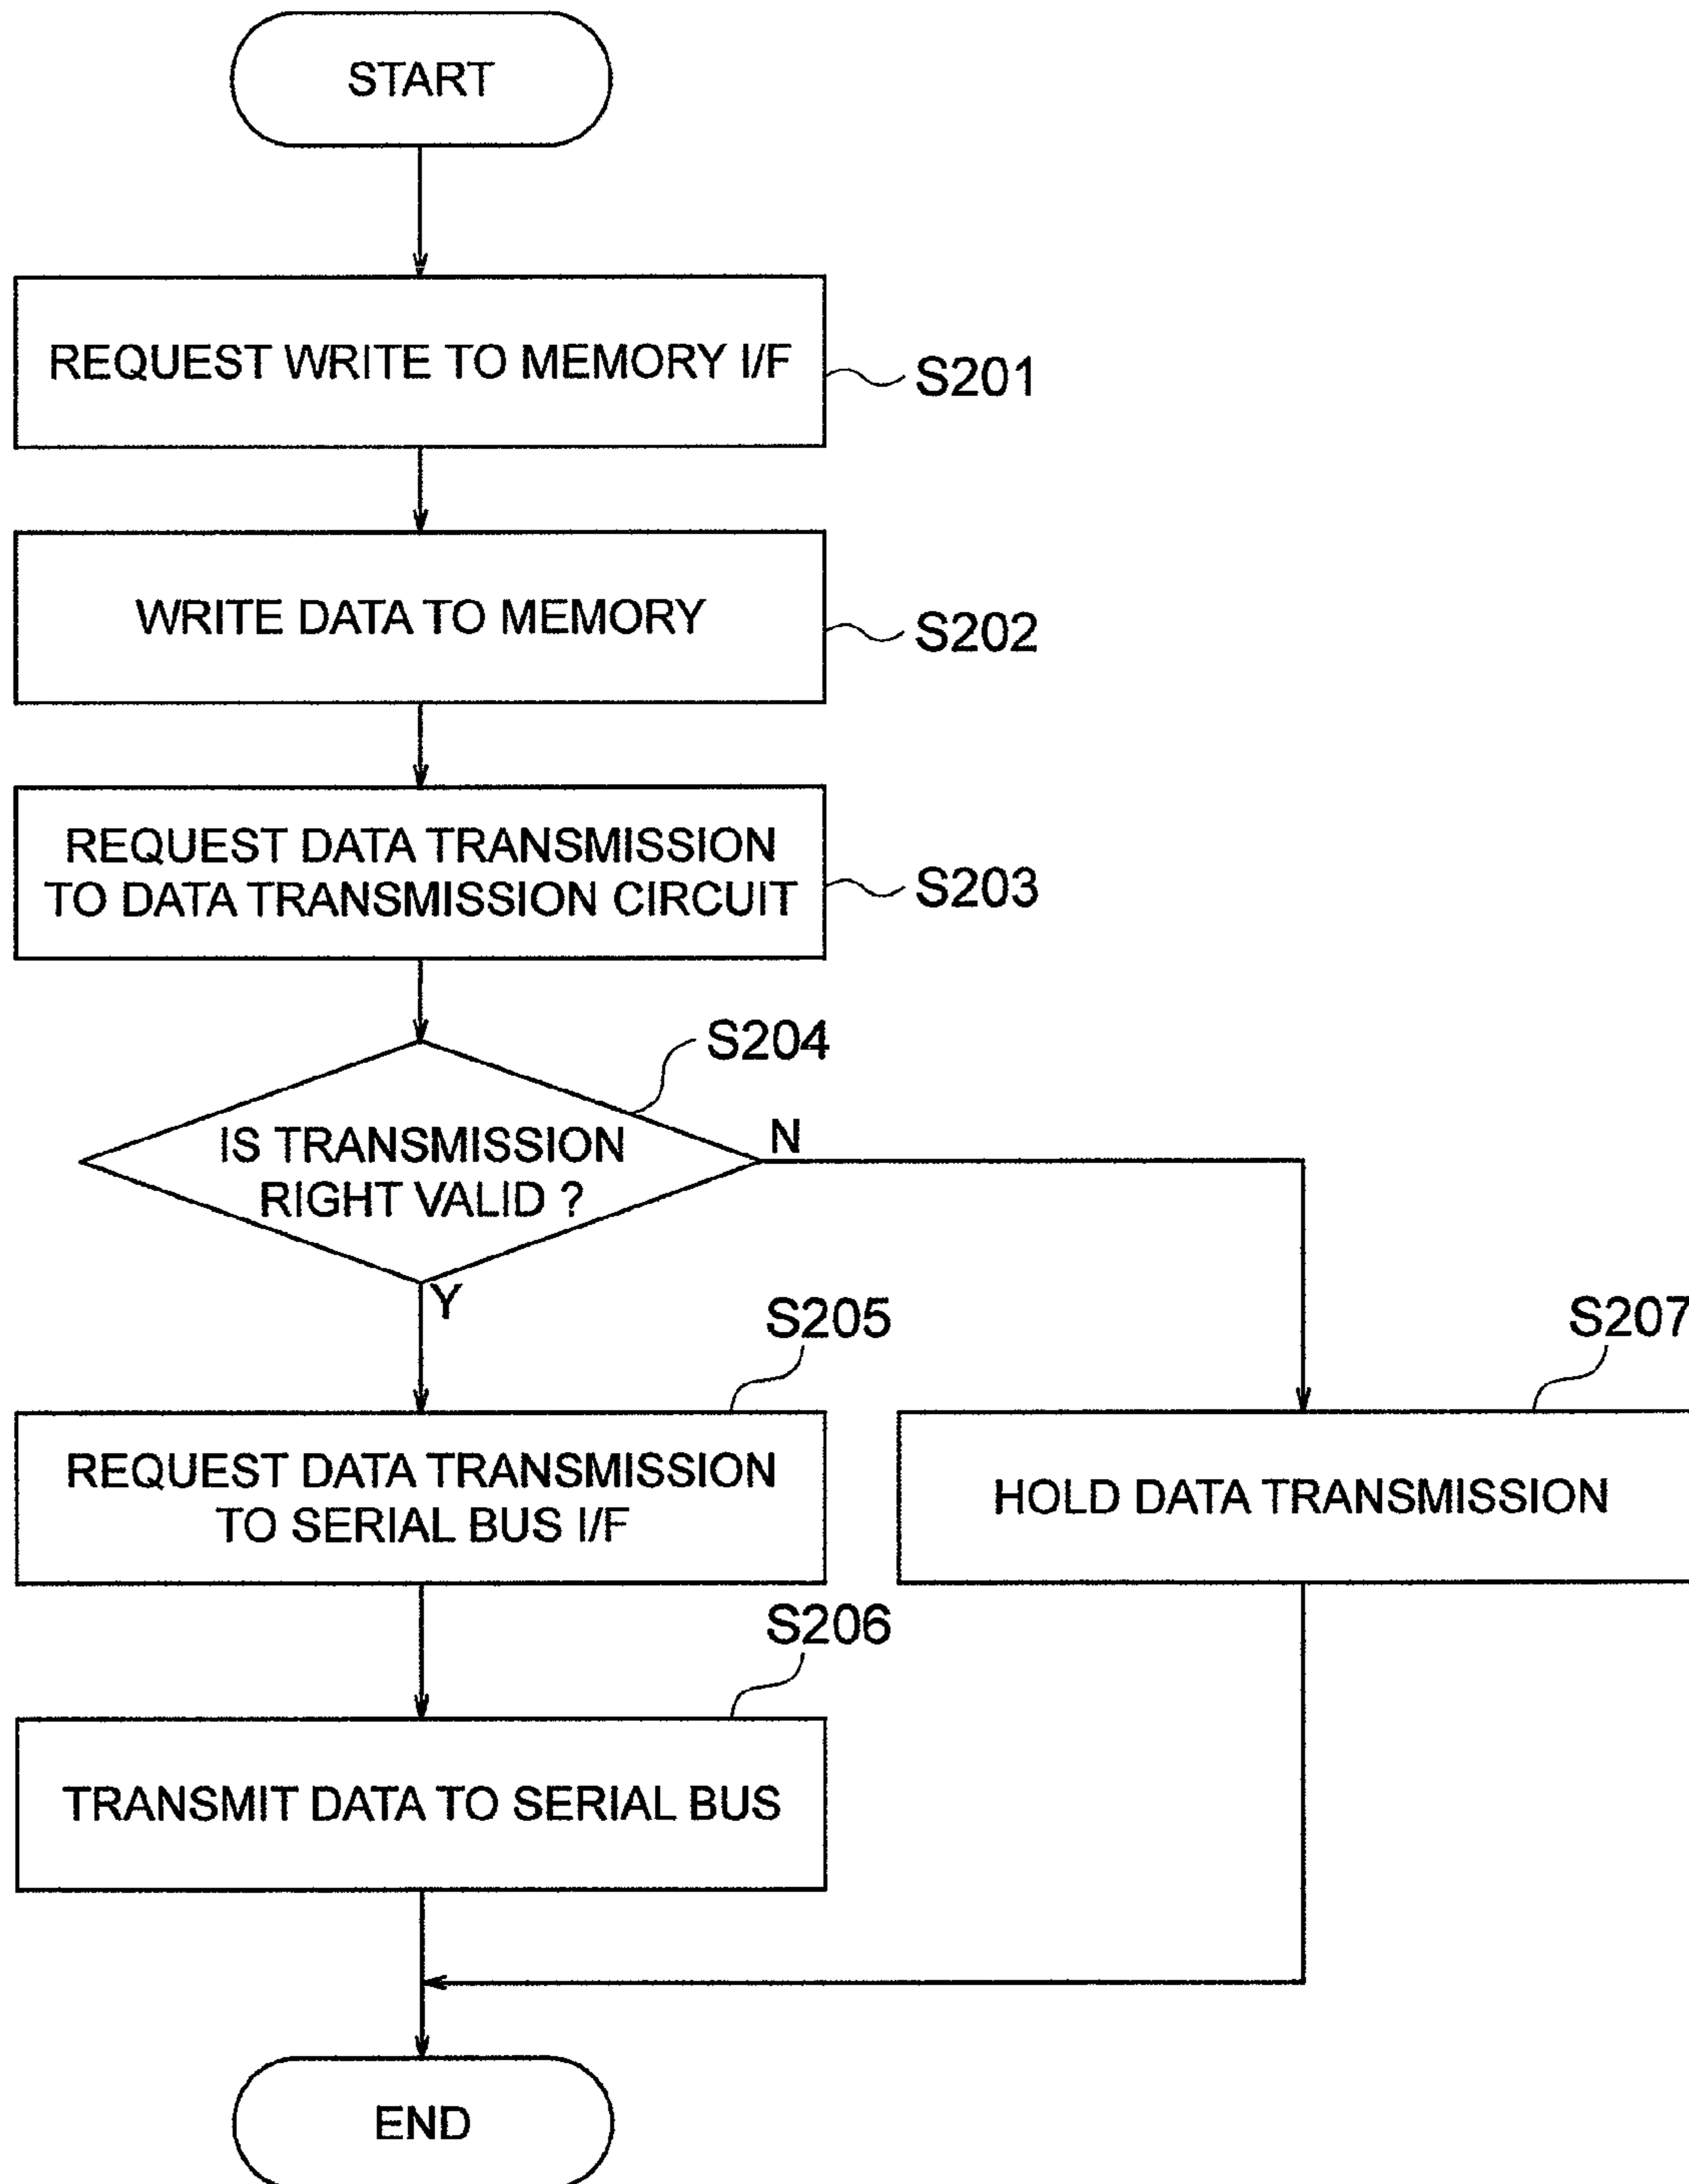 START
REQUEST WRITE TO MEMORY I/F
S201
WRITE DATA TO MEMORY
S202
REQUEST DATA TRANSMISSION
TO DATA TRANSMISSION CIRCUIT
S203
S204
IS TRANSMISSION
RIGHT VALID ?
N
Y
S205
REQUEST DATA TRANSMISSION
TO SERIAL BUS I/F
S207
HOLD DATA TRANSMISSION
S206
TRANSMIT DATA TO SERIAL BUS
END